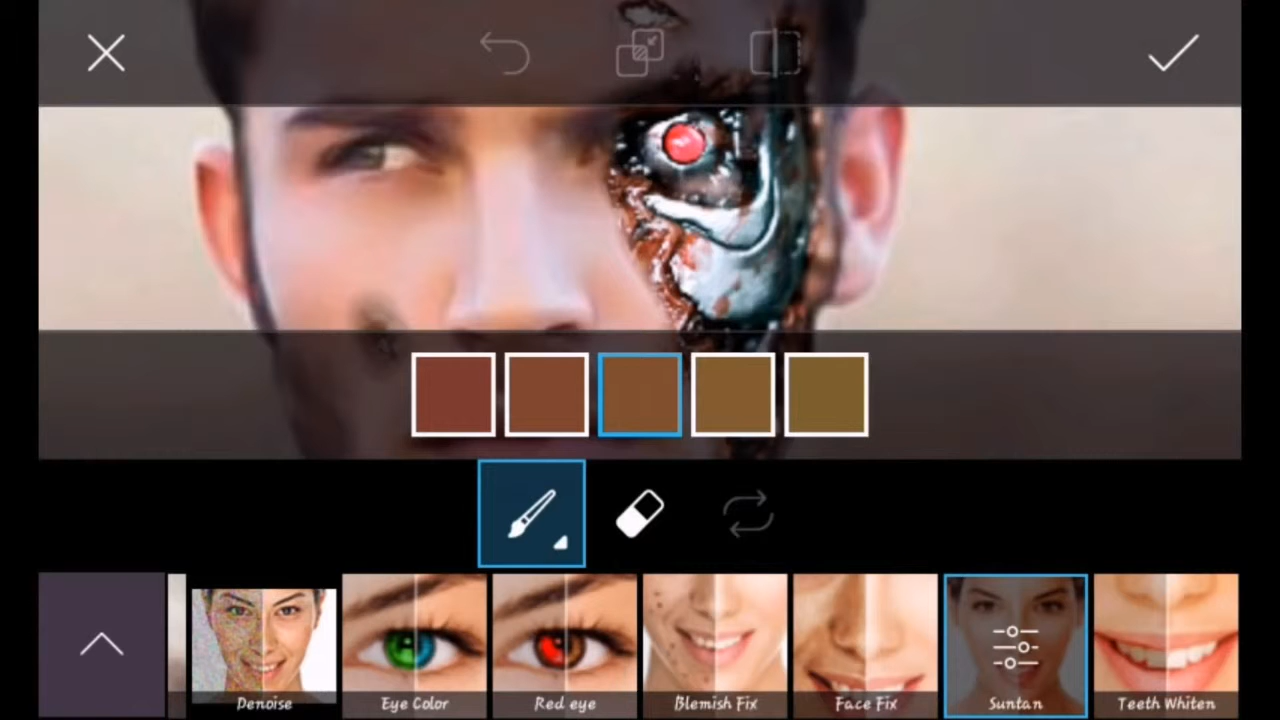 Denoise
Eye Color
Red eye
Blemish Fix
Face Fix
Suntan
Teeth Whiten